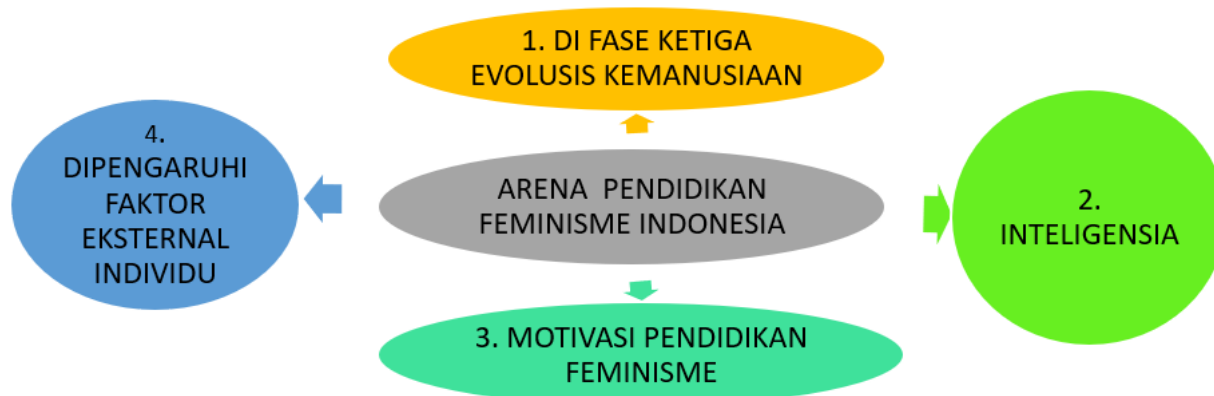 1. DI FASE KETIGA
EVOLUSIS KEMANUSIAAN
4.
DIPENGARUHI
FAKTOR
EKSTERNAL
INDIVIDU
ARENA PENDIDIKAN
FEMINISME INDONESIA
2.
INTELIGENSIA
3. MOTIVASI PENDIDIKAN
FEMINISME